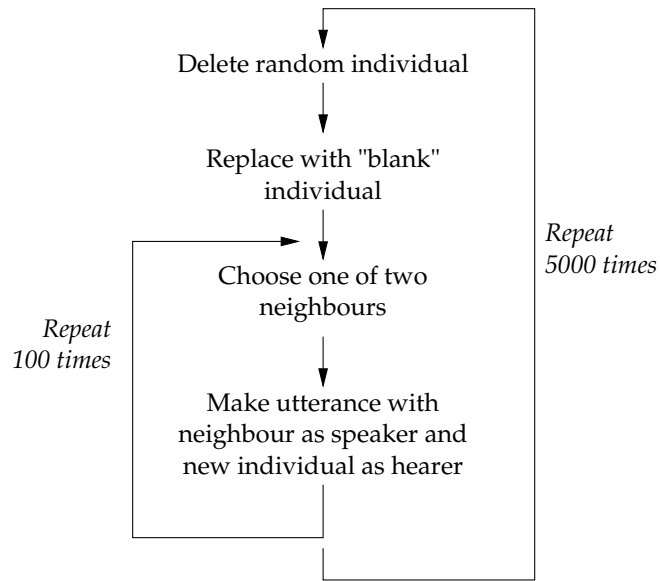 Delete random individual
Replace with "blank"
individual
Choose one of two
neighbours
Make utterance with
neighbour as speaker and
new individual as hearer
Repeat
100 times
Repeat
5000 times